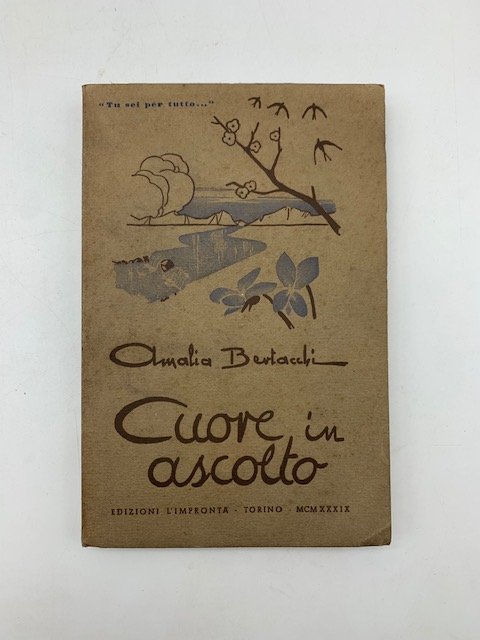 «Tu sei per tutto...»
Amalia Bertacchi
Cuore in
ascolto
EDIZIONI L'IMPRONTA - TORINO - MCMXXXIX